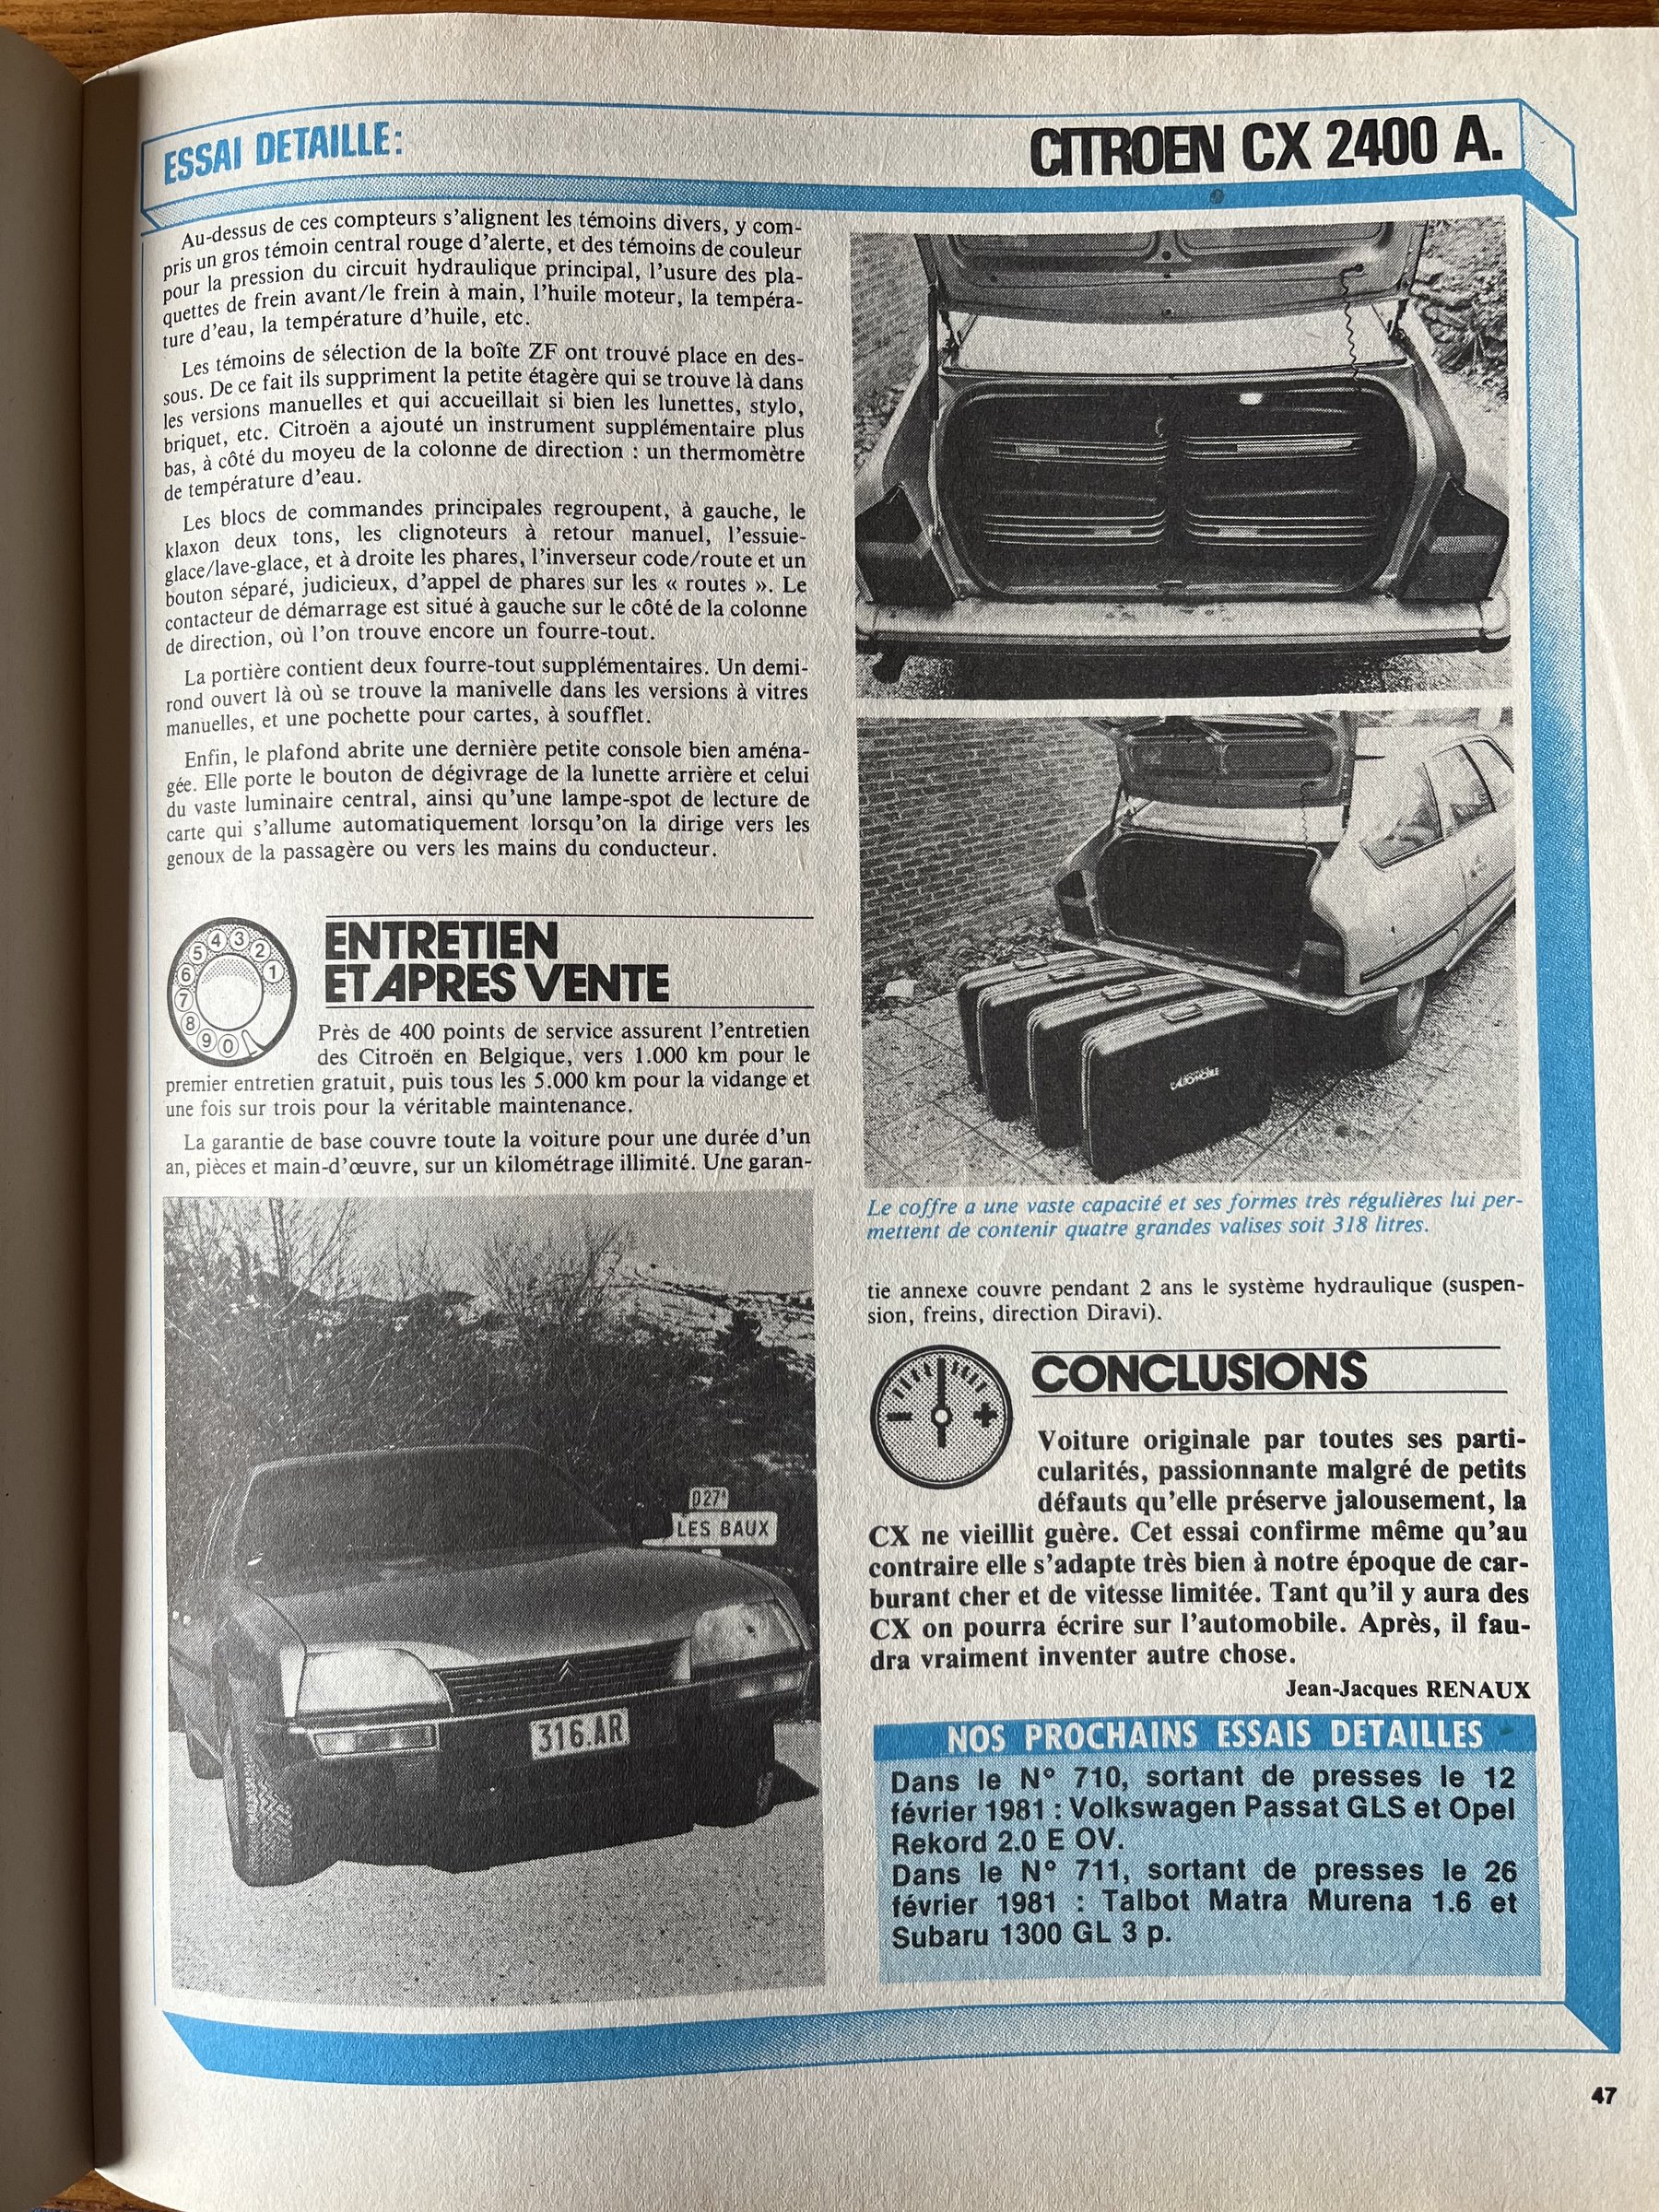 ESSAI DETAILLE:
CITROEN CX 2400 A.
Au-dessus de ces compteurs s'alignent les témoins divers, y com-
pris un gros témoin central rouge d'alerte, et des témoins de couleur
pour la pression du circuit hydraulique principal, l'usure des pla-
quettes de frein avant/le frein à main, l'huile moteur, la tempéra-
ture d'eau, la température d'huile, etc.
Les témoins de sélection de la boîte ZF ont trouvé place en des-
sous. De ce fait ils suppriment la petite étagère qui se trouve là dans
les versions manuelles et qui accueillait si bien les lunettes, stylo,
briquet, etc. Citroën a ajouté un instrument supplémentaire plus
bas, à côté du moyeu de la colonne de direction : un thermomètre
de température d'eau.
Les blocs de commandes principales regroupent, à gauche, le
klaxon deux tons, les clignoteurs à retour manuel, l'essuie-
glace/lave-glace, et à droite les phares, l'inverseur code/route et un
bouton séparé, judicieux, d'appel de phares sur les « routes ». Le
contacteur de démarrage est situé à gauche sur le côté de la colonne
de direction, où l'on trouve encore un fourre-tout.
La portière contient deux fourre-tout supplémentaires. Un demi-
rond ouvert là où se trouve la manivelle dans les versions à vitres
manuelles, et une pochette pour cartes, à soufflet.
Enfin, le plafond abrite une dernière petite console bien aména-
gée. Elle porte le bouton de dégivrage de la lunette arrière et celui
du vaste luminaire central, ainsi qu'une lampe-spot de lecture de
carte qui s'allume automatiquement lorsqu'on la dirige vers les
genoux de la passagère ou vers les mains du conducteur.
1 2 3 4 5 6 7 8 9 0
ENTRETIEN
ET APRES VENTE
Près de 400 points de service assurent l'entretien
des Citroën en Belgique, vers 1.000 km pour le
premier entretien gratuit, puis tous les 5.000 km pour la vidange et
une fois sur trois pour la véritable maintenance.
La garantie de base couvre toute la voiture pour une durée d'un
an, pièces et main-d'œuvre, sur un kilométrage illimité. Une garan-
D27A
LES BAUX
316.AR
L'AUTOMOBILE
Le coffre a une vaste capacité et ses formes très régulières lui per-
mettent de contenir quatre grandes valises soit 318 litres.
tie annexe couvre pendant 2 ans le système hydraulique (suspen-
sion, freins, direction Diravi).
- +
CONCLUSIONS
Voiture originale par toutes ses parti-
cularités, passionnante malgré de petits
défauts qu'elle préserve jalousement, la
CX ne vieillit guère. Cet essai confirme même qu'au
contraire elle s'adapte très bien à notre époque de car-
burant cher et de vitesse limitée. Tant qu'il y aura des
CX on pourra écrire sur l'automobile. Après, il fau-
dra vraiment inventer autre chose.
Jean-Jacques RENAUX
NOS PROCHAINS ESSAIS DETAILLES
Dans le N° 710, sortant de presses le 12
février 1981 : Volkswagen Passat GLS et Opel
Rekord 2.0 E OV.
Dans le N° 711, sortant de presses le 26
février 1981 : Talbot Matra Murena 1.6 et
Subaru 1300 GL 3 p.
47